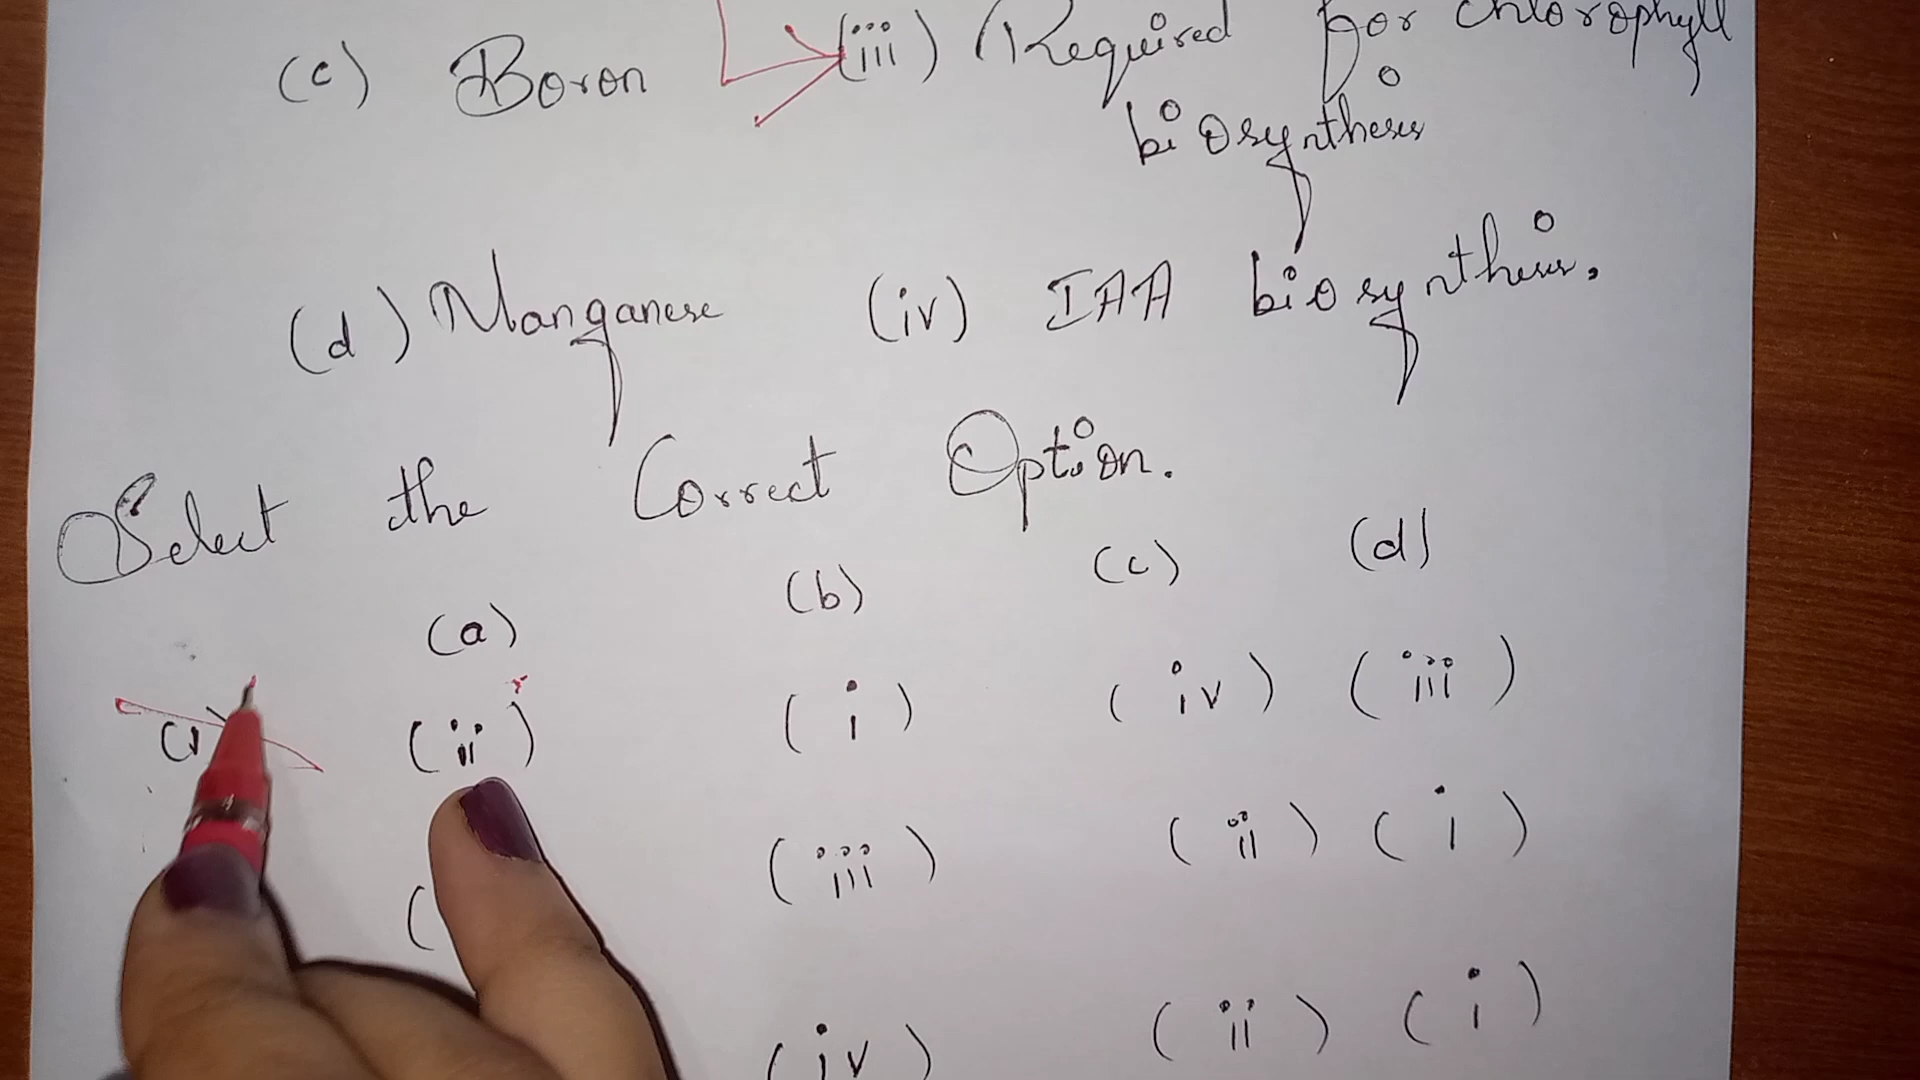 (c) Boron (iii) (Required for chlorophyll
biosynthesis
(d) Manganese (iv) IAA biosynthesis.
Select the Correct Option.
(a) (b) (c) (d)
(ii) (i) (iv) (iii)
(iii) (ii) (i)
(iv) (ii) (i)